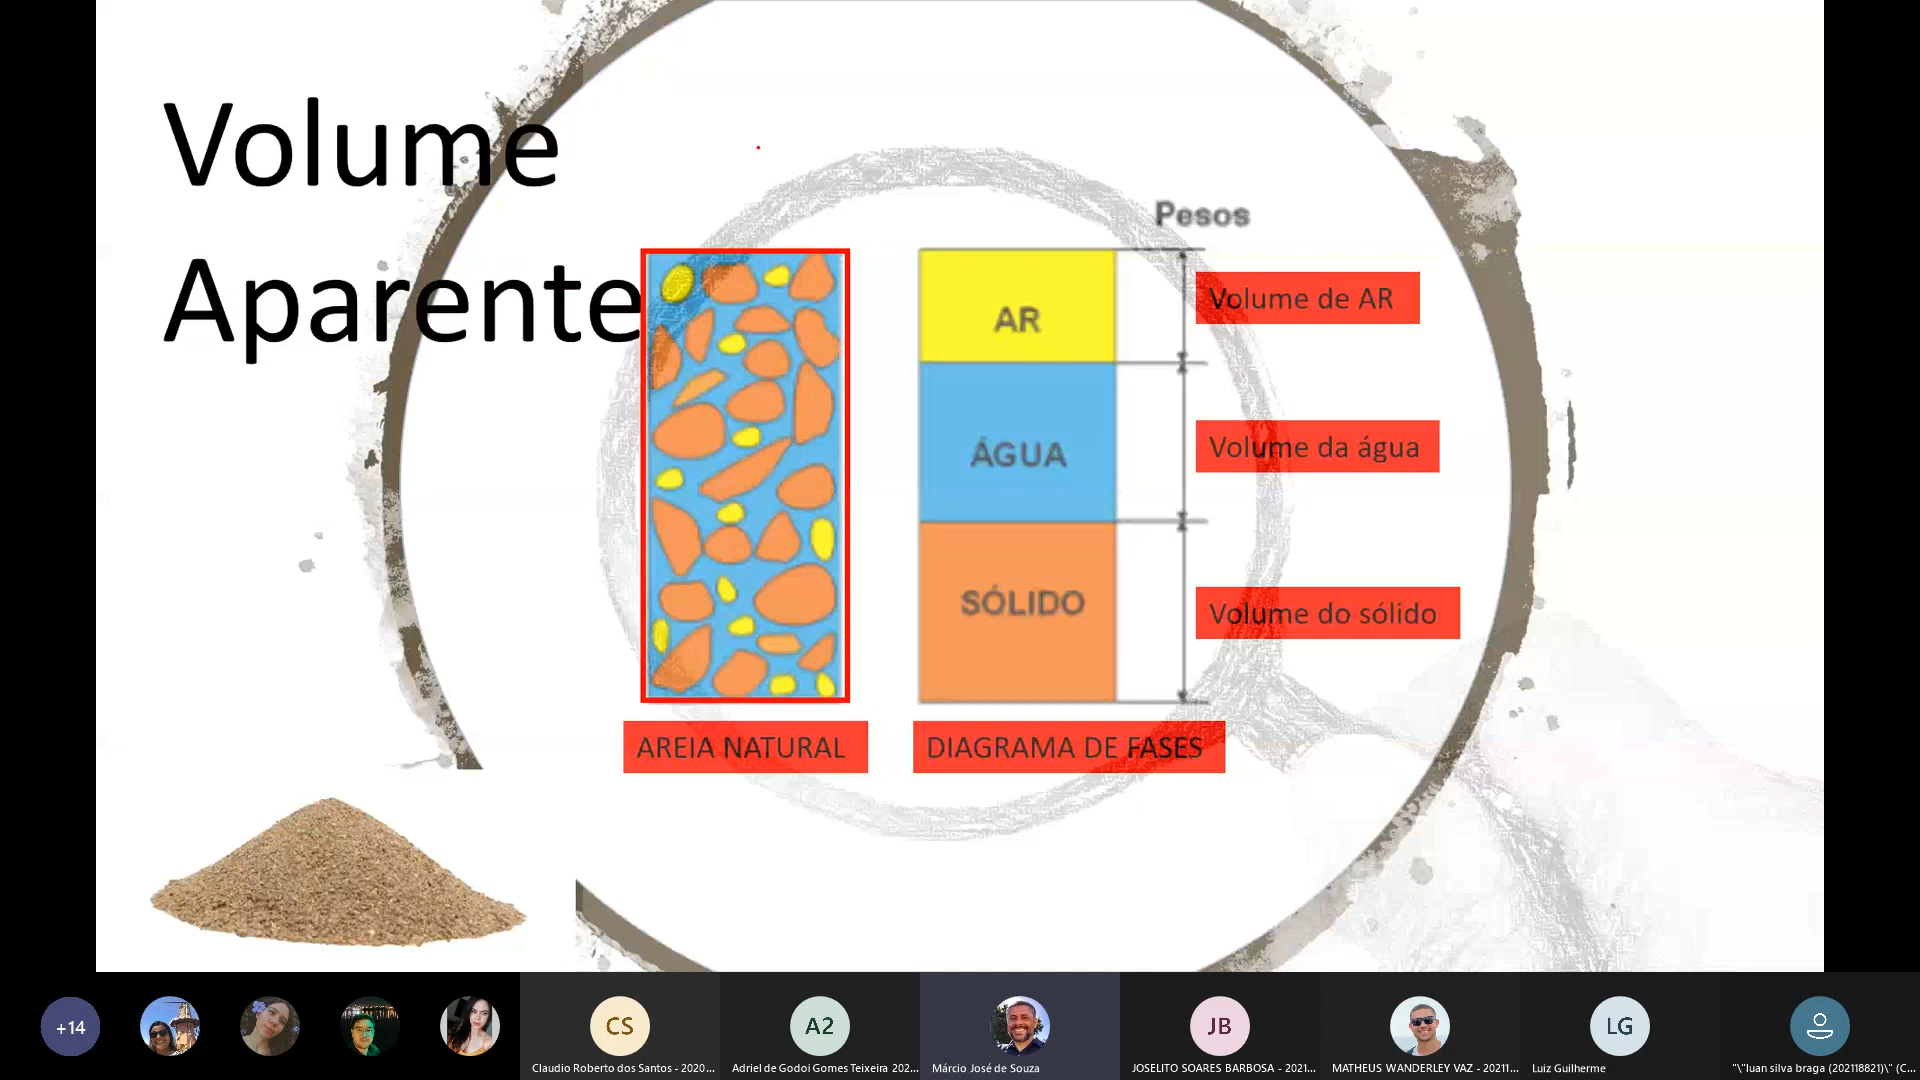 Volume
Aparente
Pesos
AR
Volume de AR
ÁGUA
Volume da água
SÓLIDO
Volume do sólido
AREIA NATURAL
DIAGRAMA DE FASES
+14
CS
A2
JB
LG
Claudio Roberto dos Santos - 2020...
Adriel de Godoi Gomes Teixeira 202...
Márcio José de Souza
JOSELITO SOARES BARBOSA - 2021...
MATHEUS WANDERLEY VAZ - 20211...
Luiz Guilherme
"\"luan silva braga (202118821)\" (C...